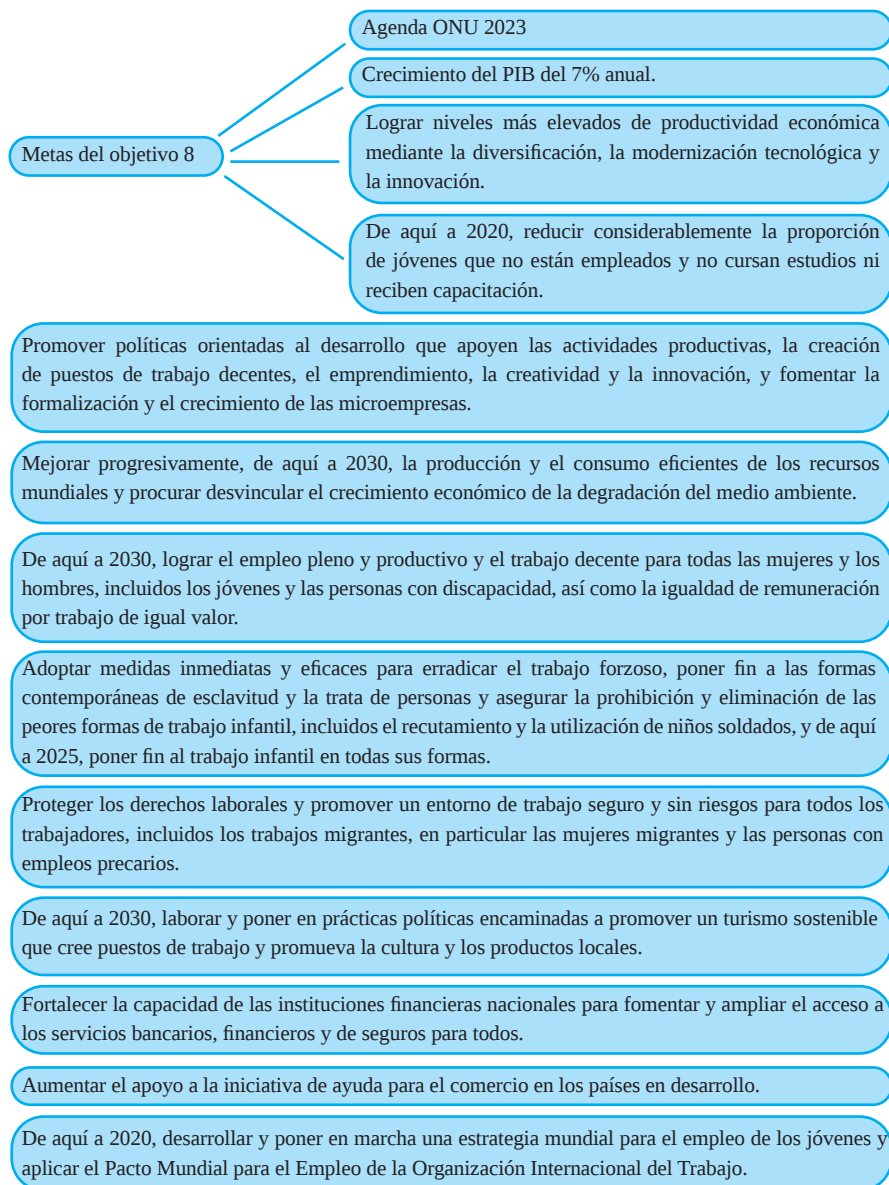 Agenda ONU 2023
Crecimiento del PIB del 7% anual.
Metas del objetivo 8
Lograr niveles más elevados de productividad económica
mediante la diversificación, la modernización tecnológica y
la innovación.
De aquí a 2020, reducir considerablemente la proporción
de jóvenes que no están empleados y no cursan estudios ni
reciben capacitación.
Promover políticas orientadas al desarrollo que apoyen las actividades productivas, la creación
de puestos de trabajo decentes, el emprendimiento, la creatividad y la innovación, y fomentar la
formalización y el crecimiento de las microempresas.
Mejorar progresivamente, de aquí a 2030, la producción y el consumo eficientes de los recursos
mundiales y procurar desvincular el crecimiento económico de la degradación del medio ambiente.
De aquí a 2030, lograr el empleo pleno y productivo y el trabajo decente para todas las mujeres y los
hombres, incluidos los jóvenes y las personas con discapacidad, así como la igualdad de remuneración
por trabajo de igual valor.
Adoptar medidas inmediatas y eficaces para erradicar el trabajo forzoso, poner fin a las formas
contemporáneas de esclavitud y la trata de personas y asegurar la prohibición y eliminación de las
peores formas de trabajo infantil, incluidos el recutamiento y la utilización de niños soldados, y de aquí
a 2025, poner fin al trabajo infantil en todas sus formas.
Proteger los derechos laborales y promover un entorno de trabajo seguro y sin riesgos para todos los
trabajadores, incluidos los trabajos migrantes, en particular las mujeres migrantes y las personas con
empleos precarios.
De aquí a 2030, laborar y poner en prácticas políticas encaminadas a promover un turismo sostenible
que cree puestos de trabajo y promueva la cultura y los productos locales.
Fortalecer la capacidad de las instituciones financieras nacionales para fomentar y ampliar el acceso a
los servicios bancarios, financieros y de seguros para todos.
Aumentar el apoyo a la iniciativa de ayuda para el comercio en los países en desarrollo.
De aquí a 2020, desarrollar y poner en marcha una estrategia mundial para el empleo de los jóvenes y
aplicar el Pacto Mundial para el Empleo de la Organización Internacional del Trabajo.